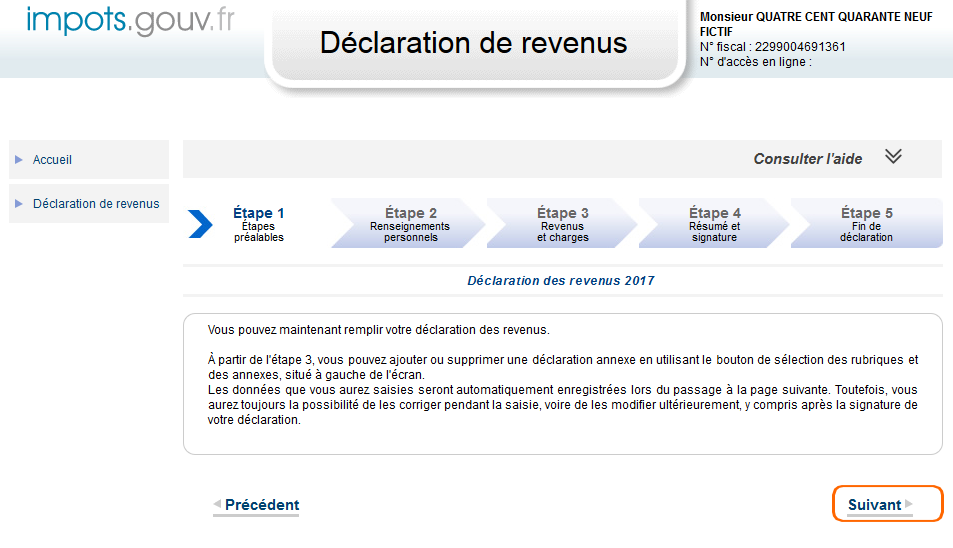 impots.gouv.fr
Déclaration de revenus
Monsieur QUATRE CENT QUARANTE NEUF
FICTIF
N° fiscal : 2299004691361
N° d'accès en ligne :
Accueil
Déclaration de revenus
Consulter l'aide
Étape 1
Étapes
préalables
Étape 2
Renseignements
personnels
Étape 3
Revenus
et charges
Étape 4
Résumé et
signature
Étape 5
Fin de
déclaration
Déclaration des revenus 2017
Vous pouvez maintenant remplir votre déclaration des revenus.
À partir de l'étape 3, vous pouvez ajouter ou supprimer une déclaration annexe en utilisant le bouton de sélection des rubriques et
des annexes, situé à gauche de l'écran.
Les données que vous aurez saisies seront automatiquement enregistrées lors du passage à la page suivante. Toutefois, vous
aurez toujours la possibilité de les corriger pendant la saisie, voire de les modifier ultérieurement, y compris après la signature de
votre déclaration.
Précédent
Suivant